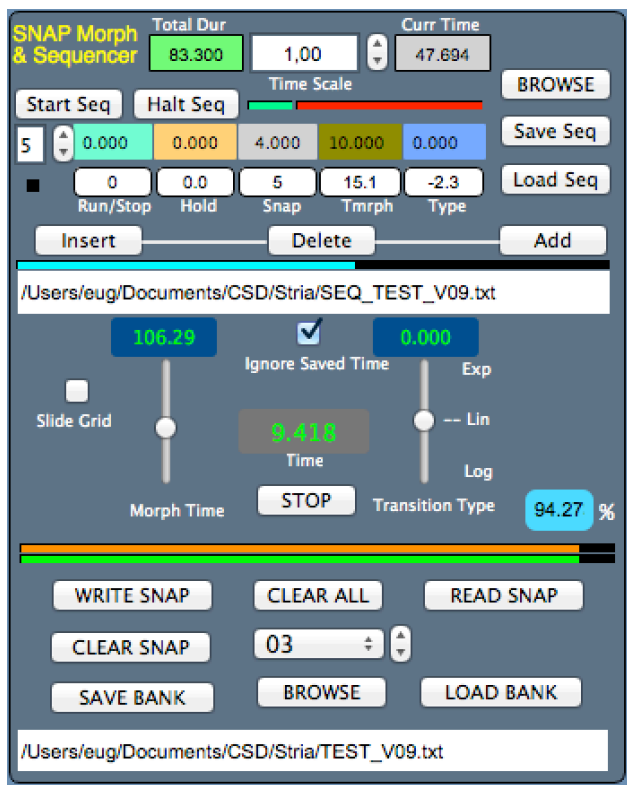 SNAP Morph Total Dur Curr Time
& Sequencer 83.300 1,00 47.694
Time Scale BROWSE
Start Seq Halt Seq
5 0.000 0.000 4.000 10.000 0.000 Save Seq
0 0.0 5 15.1 -2.3 Load Seq
Run/Stop Hold Snap Tmrph Type
Insert Delete Add
/Users/eug/Documents/CSD/Stria/SEQ_TEST_V09.txt
106.29 0.000
Ignore Saved Time Exp
Slide Grid 9.418 -- Lin
Time Log
Morph Time STOP Transition Type 94.27 %
WRITE SNAP CLEAR ALL READ SNAP
CLEAR SNAP 03
SAVE BANK BROWSE LOAD BANK
/Users/eug/Documents/CSD/Stria/TEST_V09.txt